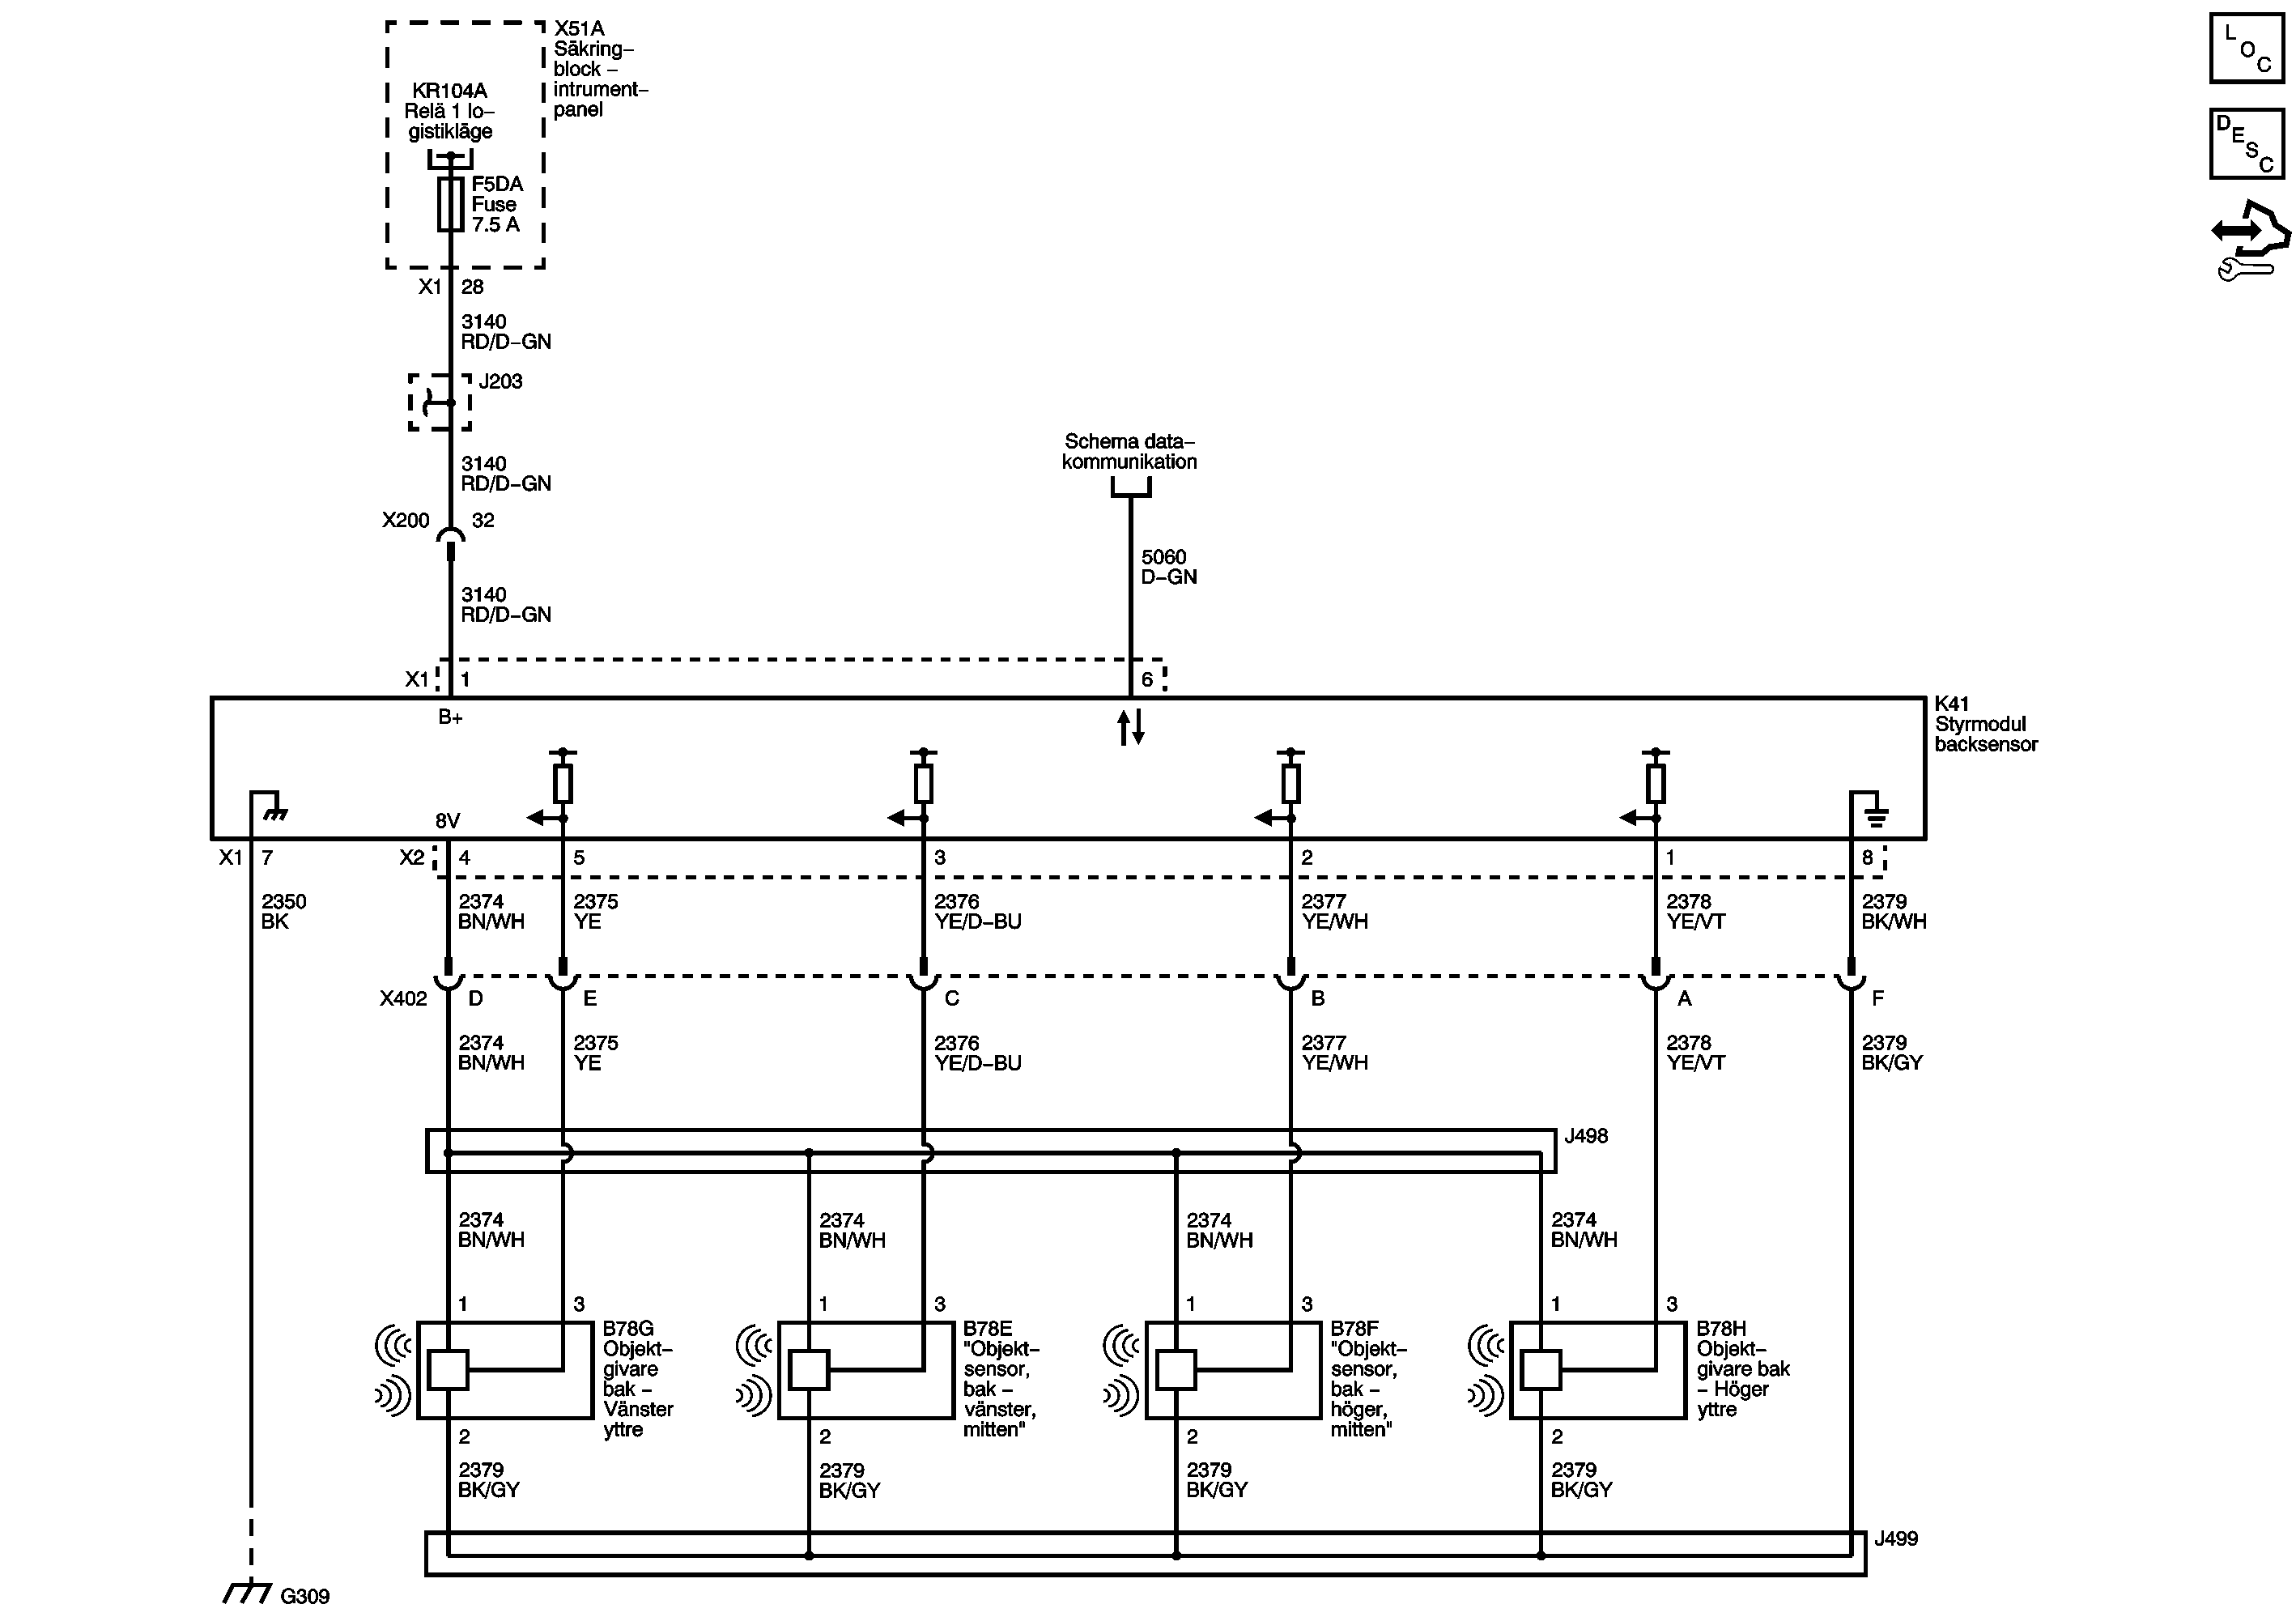 X51A
Säkring–
block –
intrument–
panel
KR104A
Relä 1 lo–
gistikläge
F5DA
Fuse
7.5 A
X1 28
3140
RD/D–GN
J203
3140
RD/D–GN
X200 32
3140
RD/D–GN
Schema data–
kommunikation
5060
D–GN
L
O
C
D
E
S
C
X1 1 6
B+
K41
Styrmodul
backsensor
8V
X1 7 X2 4 5 3 2 1 8
2350
BK
2374
BN/WH
2375
YE
2376
YE/D–BU
2377
YE/WH
2378
YE/VT
2379
BK/WH
X402 D E C B A F
2374
BN/WH
2375
YE
2376
YE/D–BU
2377
YE/WH
2378
YE/VT
2379
BK/GY
J498
2374
BN/WH
2374
BN/WH
2374
BN/WH
2374
BN/WH
1 3 1 3 1 3 1 3
B78G
Objekt–
givare
bak –
Vänster
yttre
B78E
"Objekt–
sensor,
bak –
vänster,
mitten"
B78F
"Objekt–
sensor,
bak –
höger,
mitten"
B78H
Objekt–
givare bak
– Höger
yttre
2 2 2 2
2379
BK/GY
2379
BK/GY
2379
BK/GY
2379
BK/GY
J499
G309